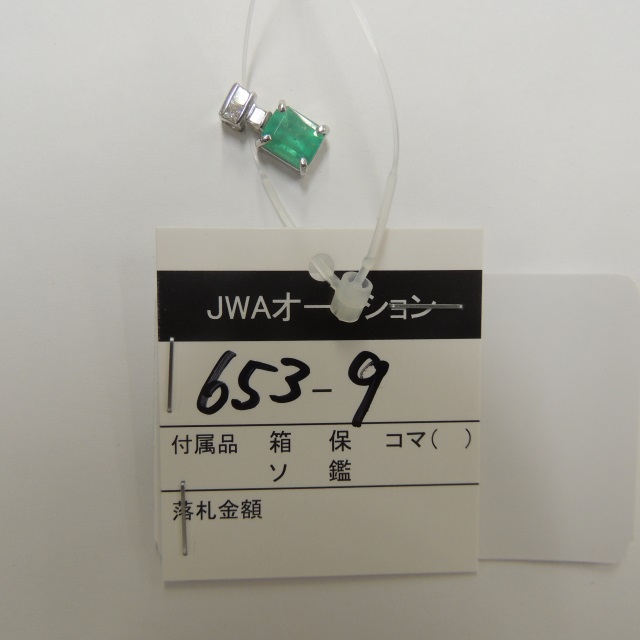 JWAオークション
653-9
付属品 箱 保 コマ( )
ソ 鑑
落札金額